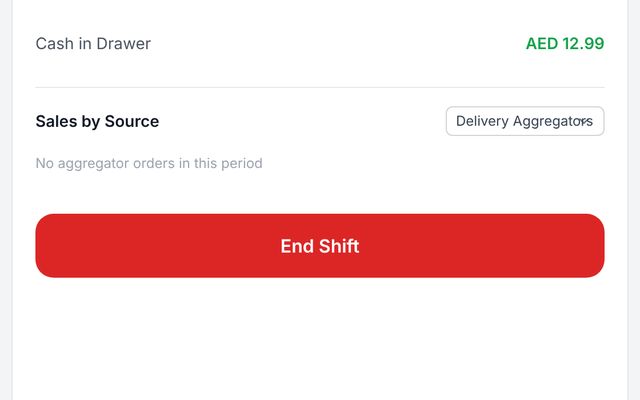 Cash in Drawer AED 12.99
Sales by Source Delivery Aggregators
No aggregator orders in this period
End Shift